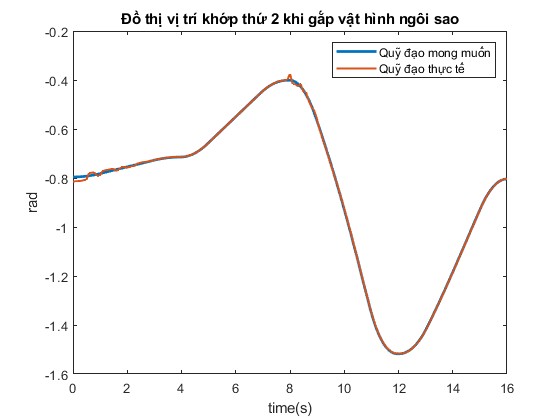 Đồ thị vị trí khớp thứ 2 khi gắp vật hình ngôi sao
Quỹ đạo mong muốn
Quỹ đạo thực tế
-0.2
-0.4
-0.6
-0.8
-1
-1.2
-1.4
-1.6
rad
0 2 4 6 8 10 12 14 16
time(s)